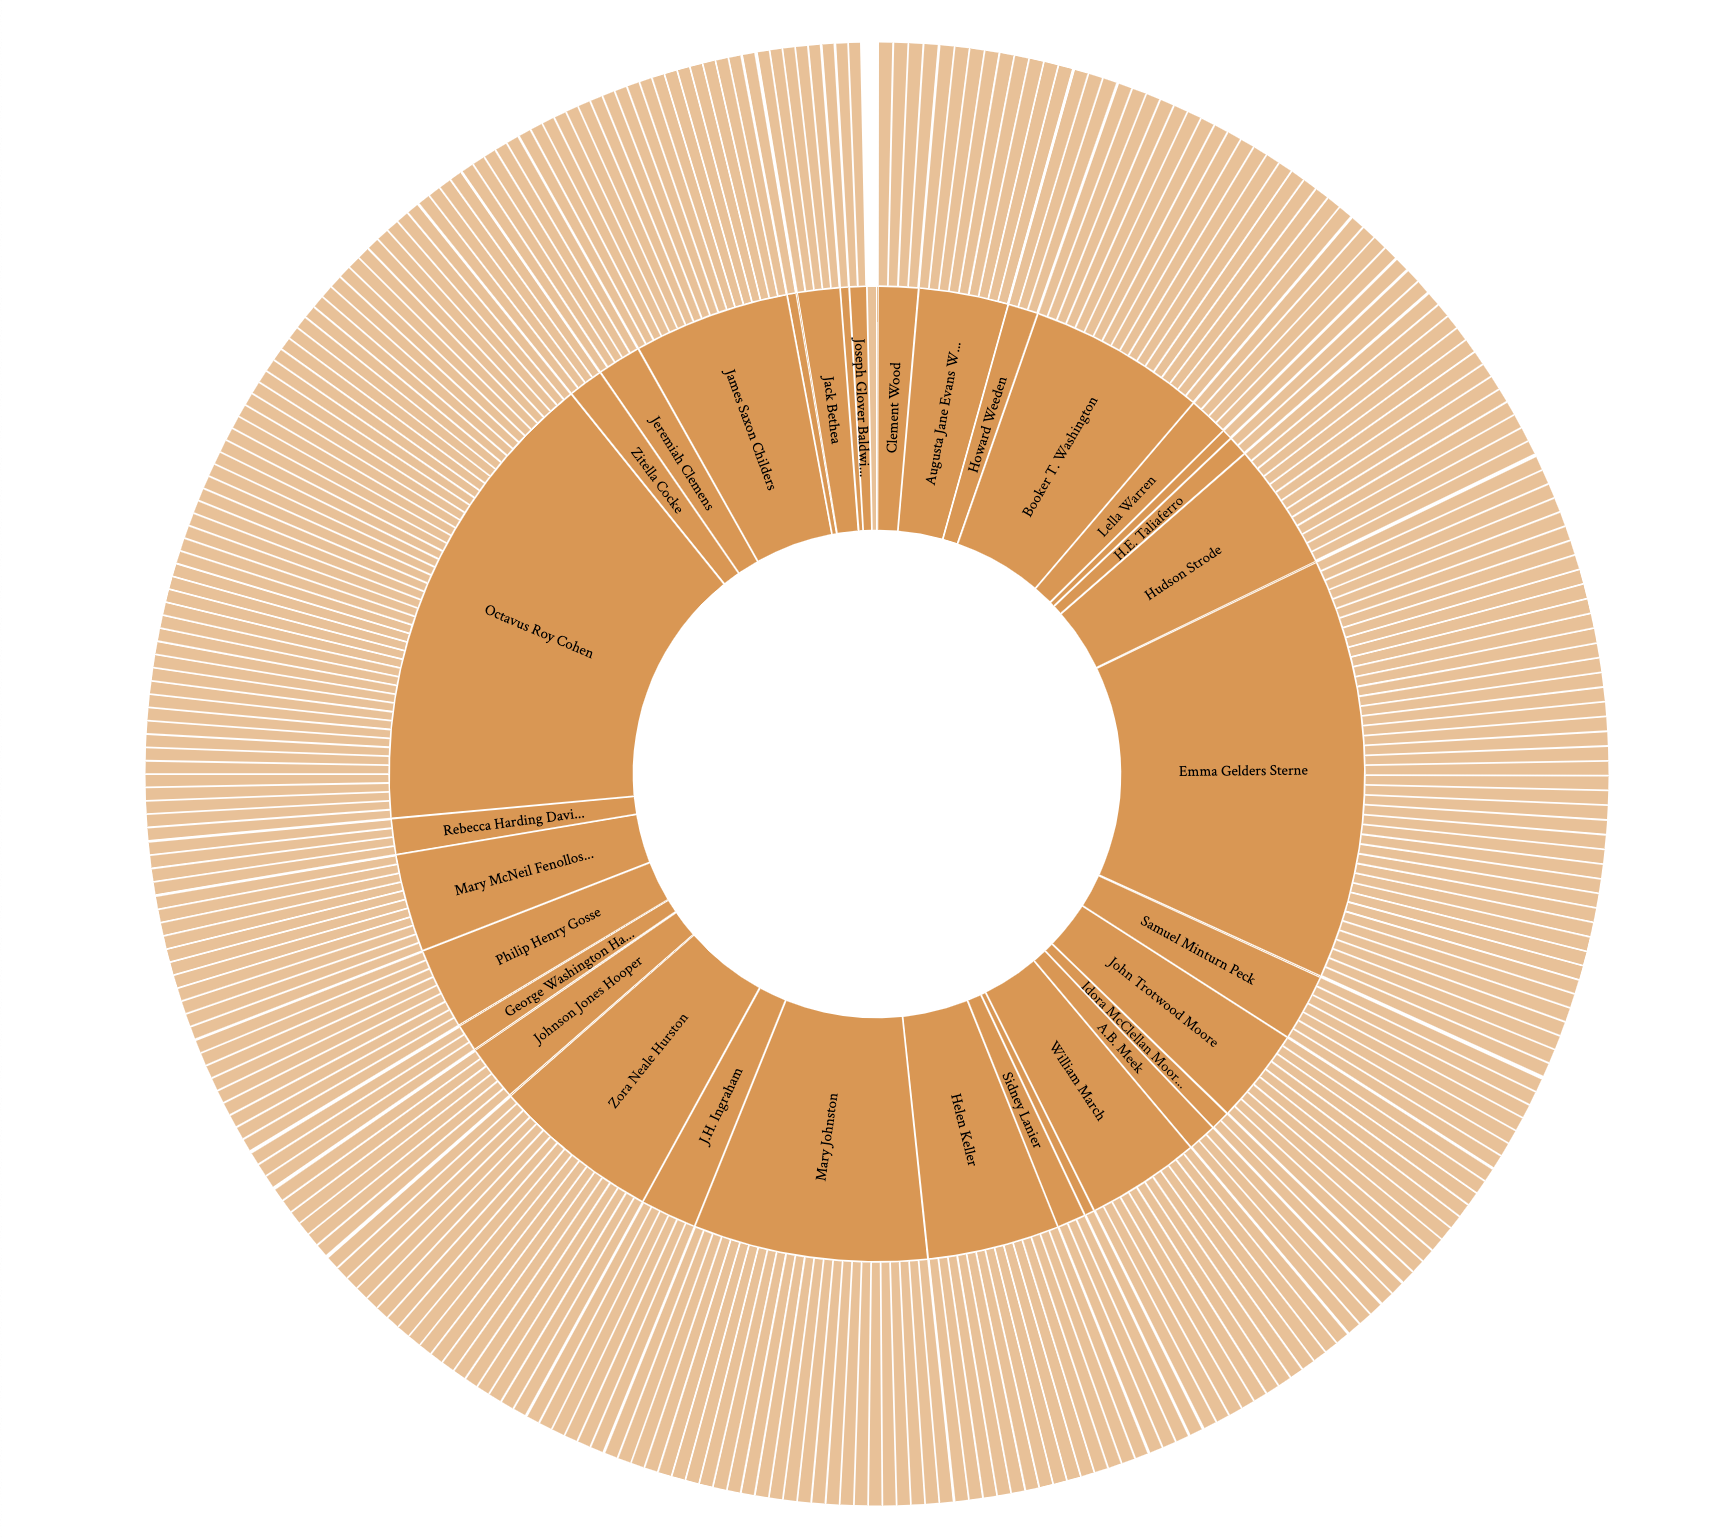 Clement Wood
Augusta Jane Evans W...
Howard Weeden
Booker T. Washington
Lella Warren
H.E. Taliaferro
Hudson Strode
Emma Gelders Sterne
Samuel Minturn Peck
John Trotwood Moore
Idora McClellan Moor...
A.B. Meek
William March
Sidney Lanier
Helen Keller
Mary Johnston
J.H. Ingraham
Zora Neale Hurston
Johnson Jones Hooper
George Washington Ha...
Philip Henry Gosse
Mary McNeil Fenollos...
Rebecca Harding Davi...
Octavus Roy Cohen
Zitella Cocke
Jeremiah Clemens
James Saxon Childers
Jack Bethea
Joseph Glover Baldwi...